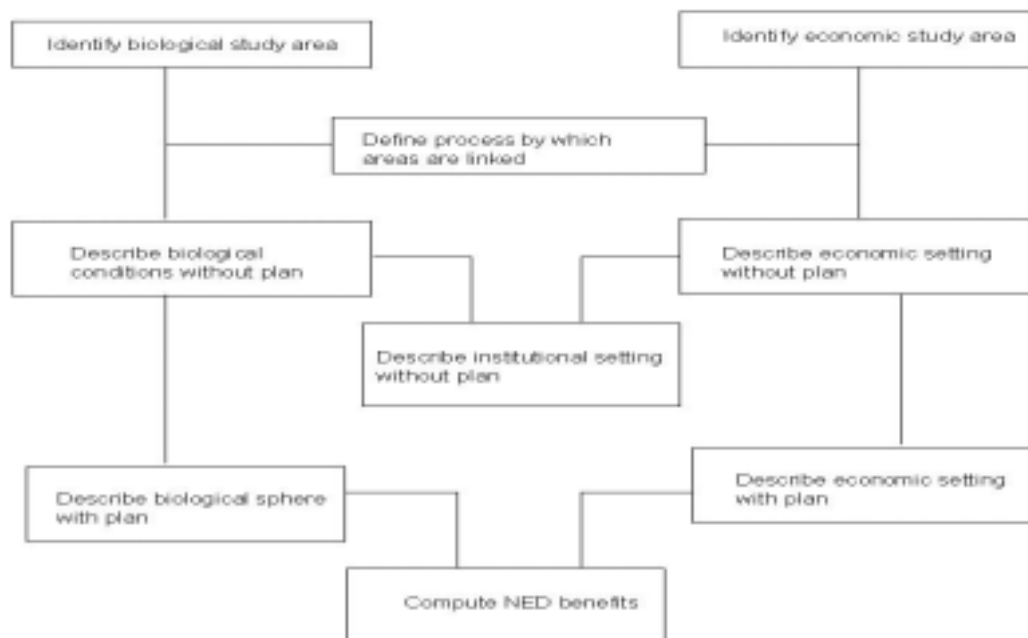 Identify biological study area
Identify economic study area
Define process by which
areas are linked
Describe biological
conditions without plan
Describe economic setting
without plan
Describe institutional setting
without plan
Describe biological sphere
with plan
Describe economic setting
with plan
Compute NED benefits